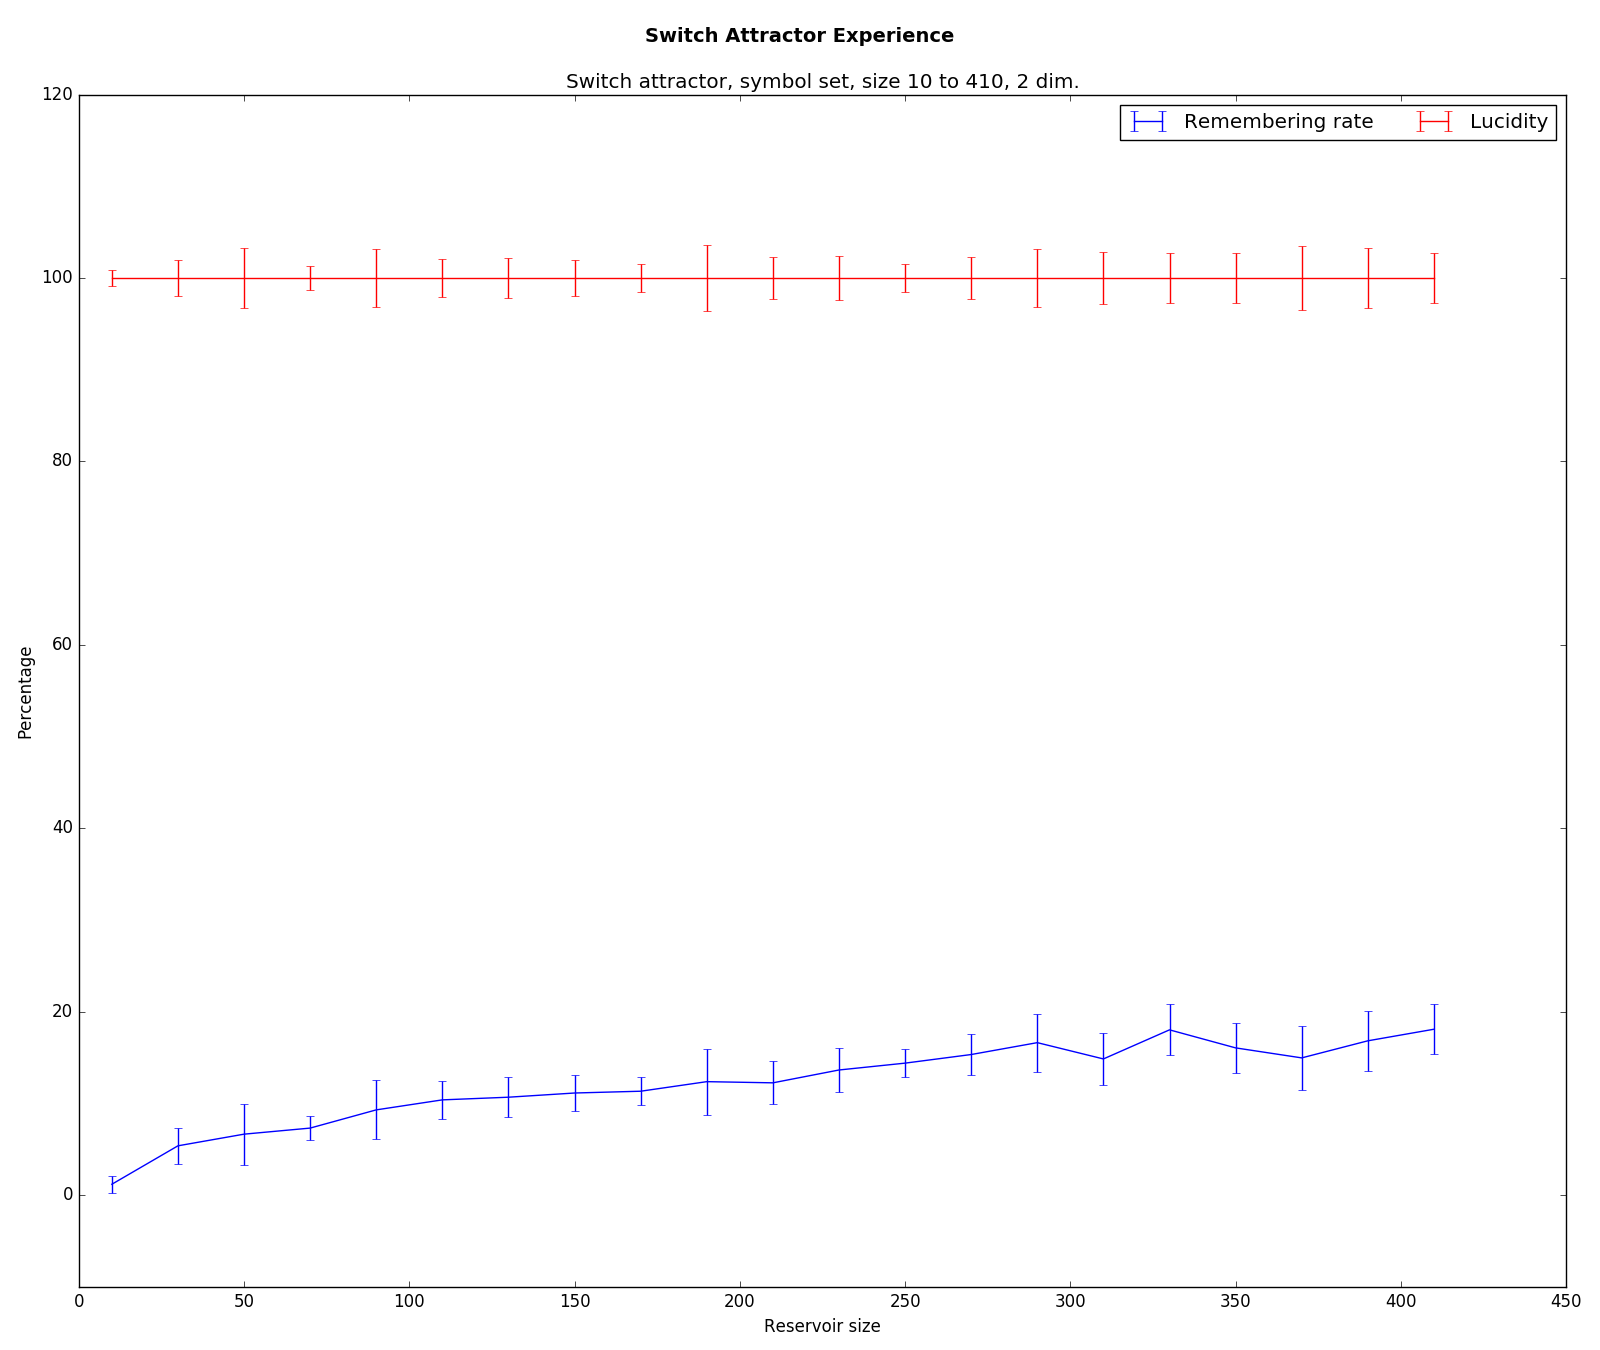 Switch Attractor Experience
Switch attractor, symbol set, size 10 to 410, 2 dim.
Remembering rate Lucidity
120
100
80
60
40
20
0
Percentage
0 50 100 150 200 250 300 350 400 450
Reservoir size